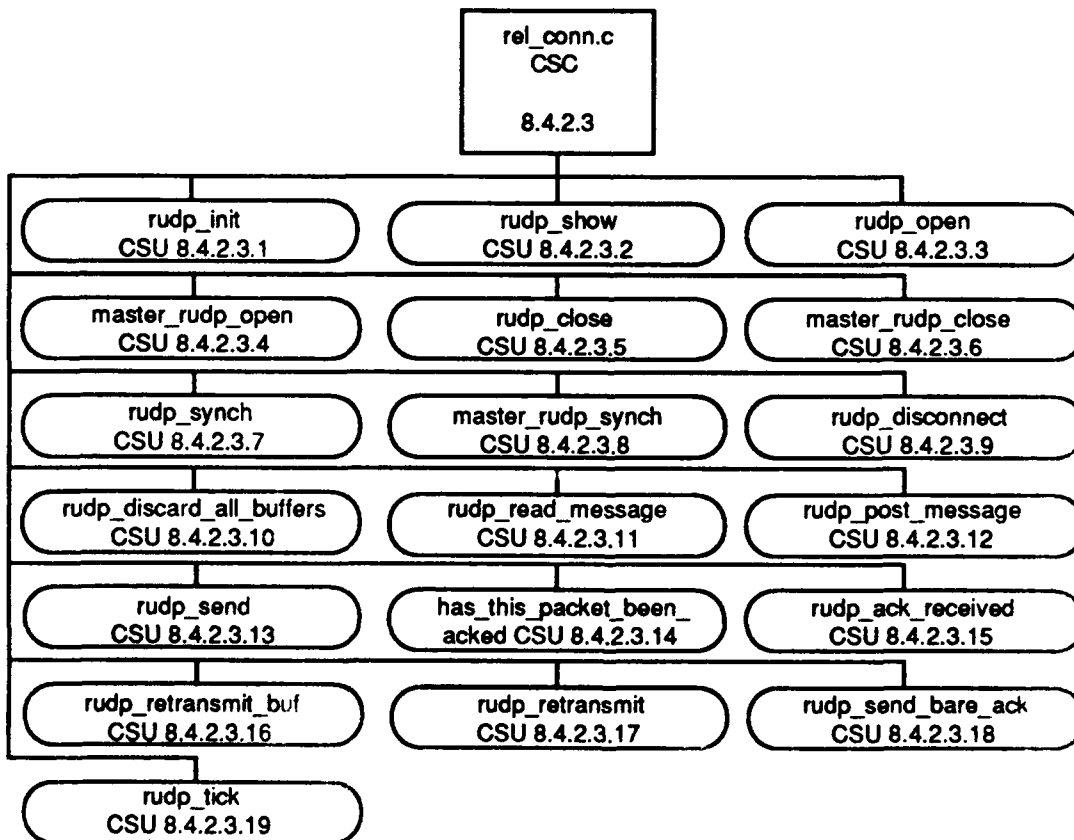 rel_conn.c
CSC
8.4.2.3
rudp_init
CSU 8.4.2.3.1
rudp_show
CSU 8.4.2.3.2
rudp_open
CSU 8.4.2.3.3
master_rudp_open
CSU 8.4.2.3.4
rudp_close
CSU 8.4.2.3.5
master_rudp_close
CSU 8.4.2.3.6
rudp_synch
CSU 8.4.2.3.7
master_rudp_synch
CSU 8.4.2.3.8
rudp_disconnect
CSU 8.4.2.3.9
rudp_discard_all_buffers
CSU 8.4.2.3.10
rudp_read_message
CSU 8.4.2.3.11
rudp_post_message
CSU 8.4.2.3.12
rudp_send
CSU 8.4.2.3.13
has_this_packet_been_
acked CSU 8.4.2.3.14
rudp_ack_received
CSU 8.4.2.3.15
rudp_retransmit_buf
CSU 8.4.2.3.16
rudp_retransmit
CSU 8.4.2.3.17
rudp_send_bare_ack
CSU 8.4.2.3.18
rudp_tick
CSU 8.4.2.3.19